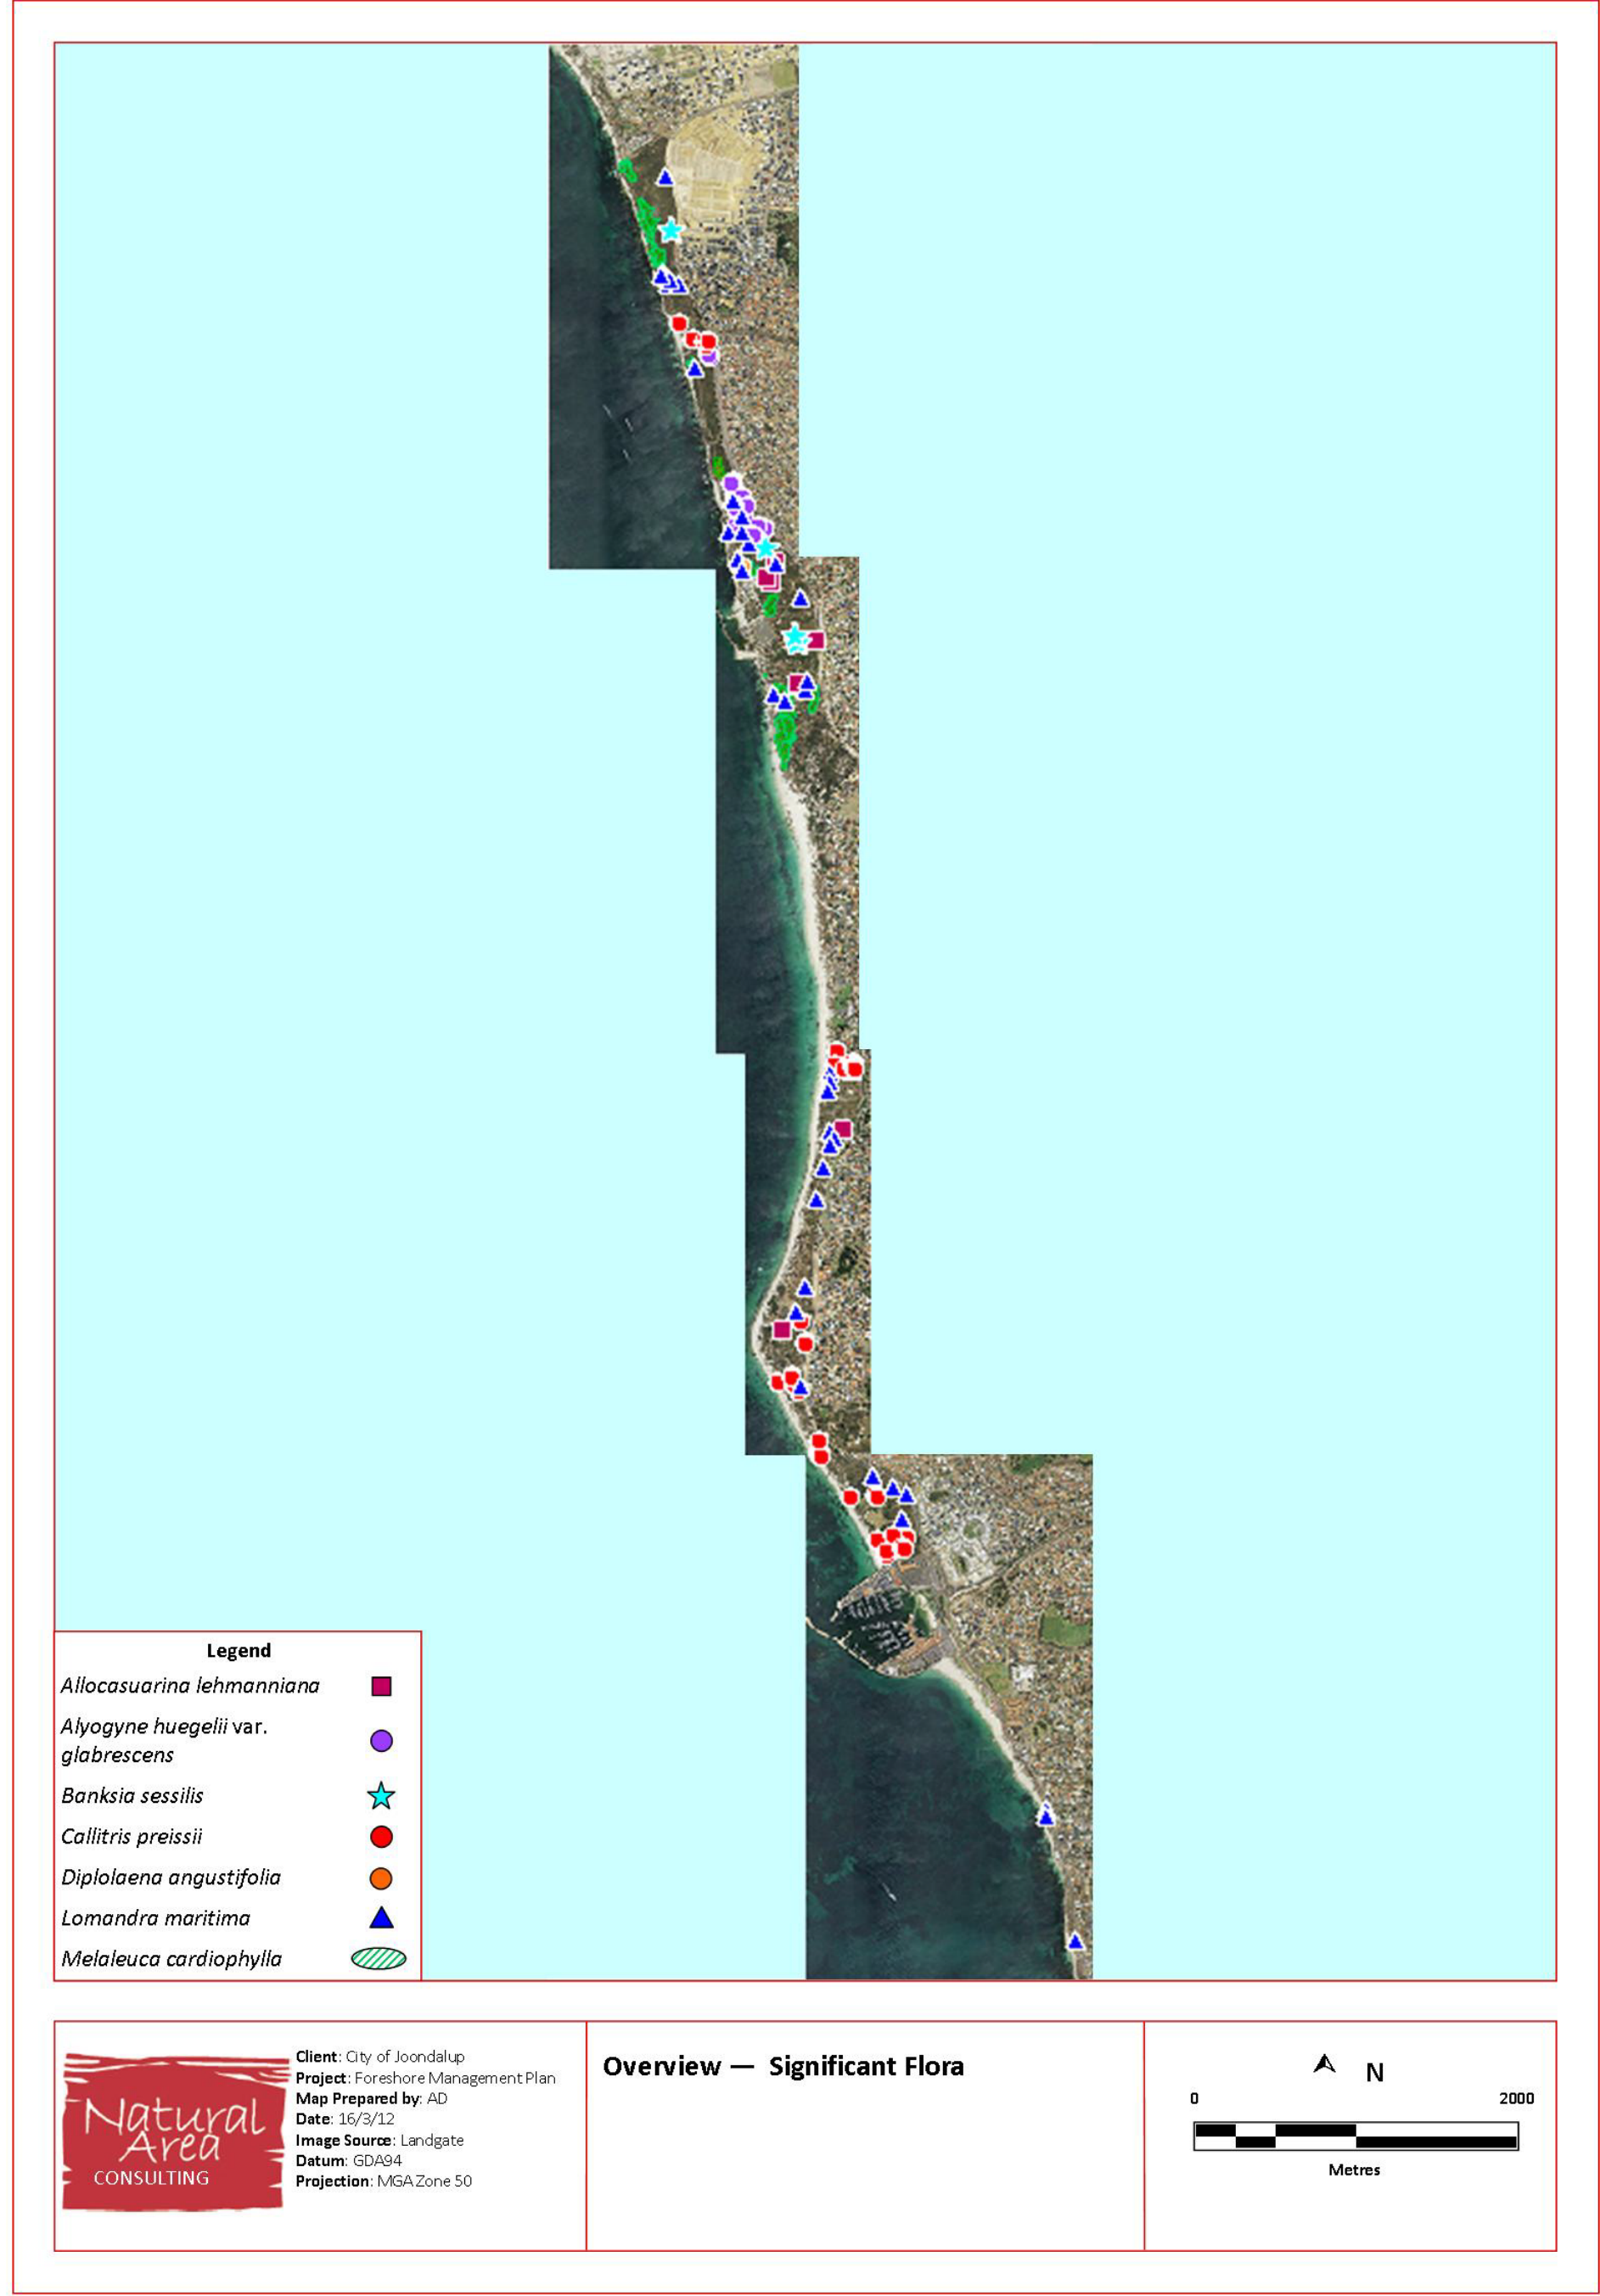 Legend
Allocasuarina lehmanniana
Alyogyne huegelii var.
glabrescens
Banksia sessilis
Callitris preissii
Diplolaena angustifolia
Lomandra maritima
Melaleuca cardiophylla
Natural
Area
CONSULTING
Client: City of Joondalup
Project: Foreshore Management Plan
Map Prepared by: AD
Date: 16/3/12
Image Source: Landgate
Datum: GDA94
Projection: MGA Zone 50
Overview — Significant Flora
N
0 2000
Metres